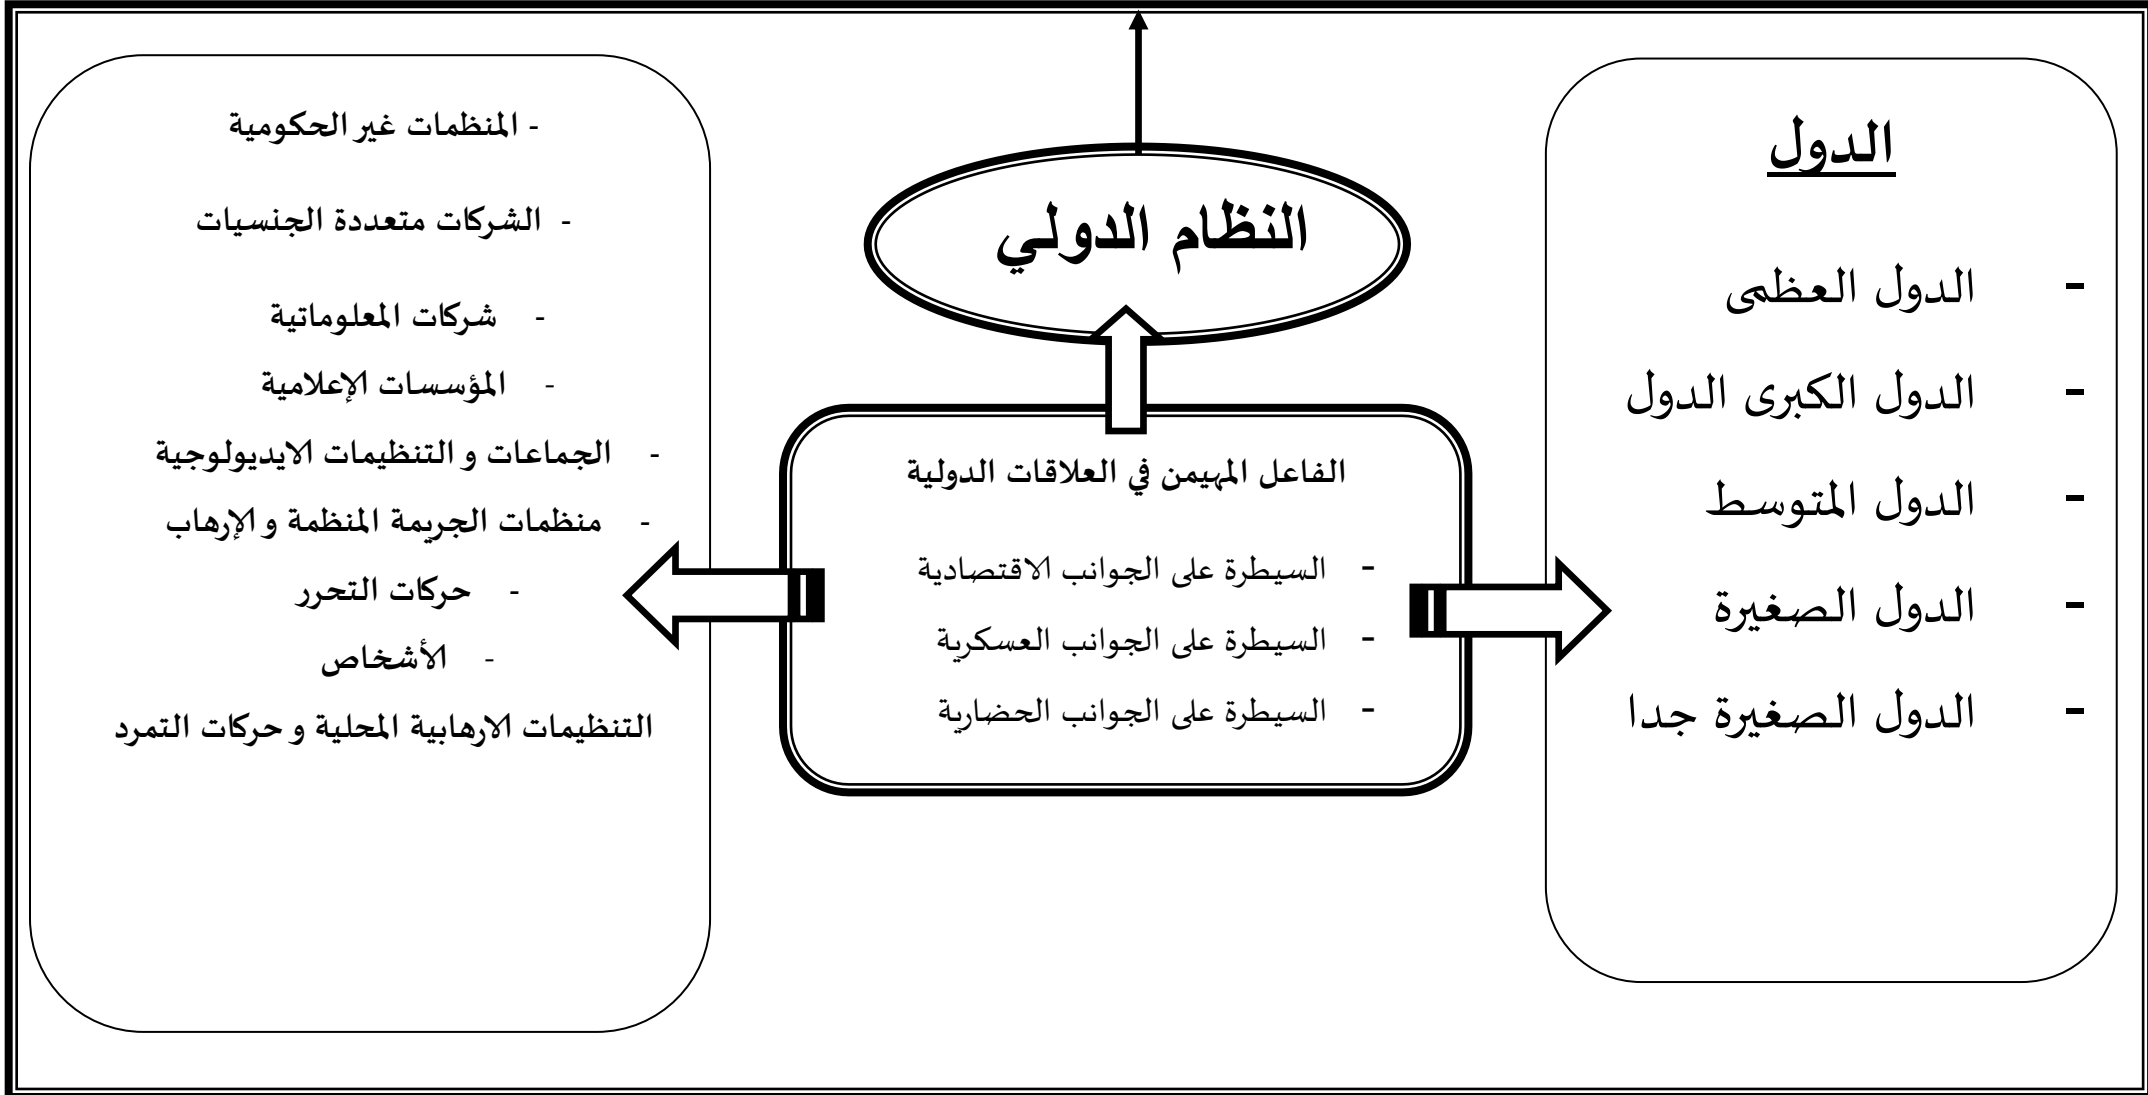 الدول
- الدول العظمى
- الدول الكبرى الدول
- الدول المتوسط
- الدول الصغيرة
- الدول الصغيرة جدا
النظام الدولي
الفاعل المهيمن في العلاقات الدولية
- السيطرة على الجوانب الاقتصادية
- السيطرة على الجوانب العسكرية
- السيطرة على الجوانب الحضارية
- المنظمات غير الحكومية
- الشركات متعددة الجنسيات
- شركات المعلوماتية
- المؤسسات الإعلامية
- الجماعات و التنظيمات الايديولوجية
- منظمات الجريمة المنظمة و الإرهاب
- حركات التحرر
- الأشخاص
التنظيمات الارهابية المحلية و حركات التمرد